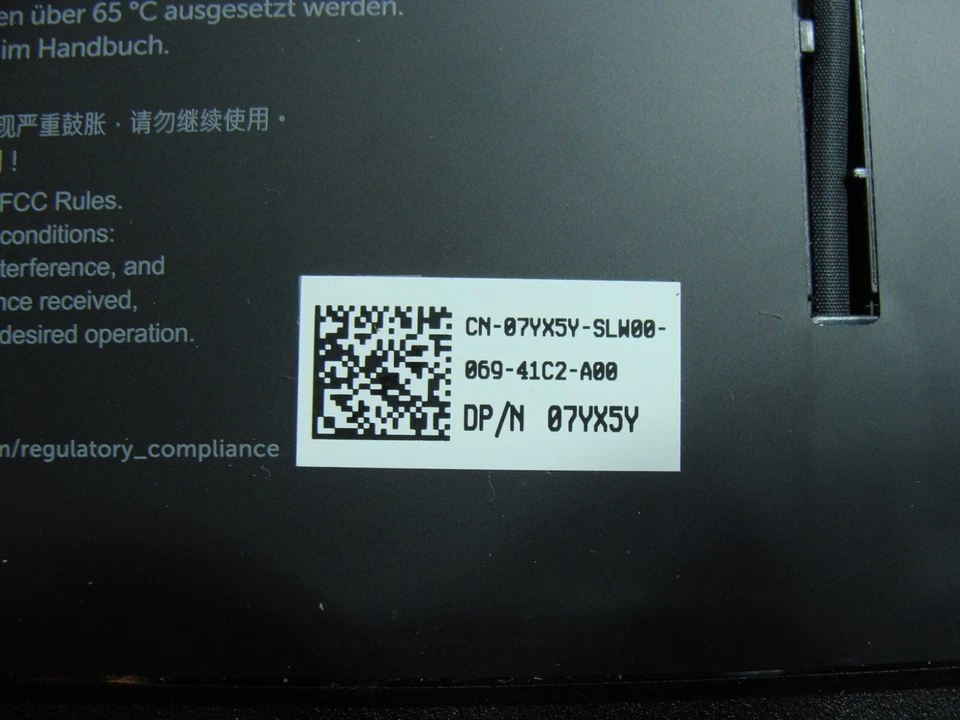 en über 65 °C ausgesetzt werden.
im Handbuch.
现严重鼓胀，请勿继续使用。
!
FCC Rules.
conditions:
terference, and
nce received,
desired operation.
m/regulatory_compliance
CN-07YX5Y-SLW00-
069-41C2-A00
DP/N 07YX5Y